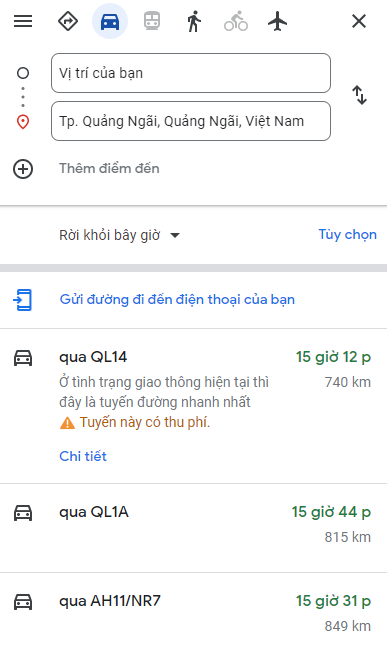 Vị trí của bạn
Tp. Quảng Ngãi, Quảng Ngãi, Việt Nam
Thêm điểm đến
Rời khỏi bây giờ
Tùy chọn
Gửi đường đi đến điện thoại của bạn
qua QL14
15 giờ 12 p
Ở tình trạng giao thông hiện tại thì
740 km
đây là tuyến đường nhanh nhất
Tuyến này có thu phí.
Chi tiết
qua QL1A
15 giờ 44 p
815 km
qua AH11/NR7
15 giờ 31 p
849 km